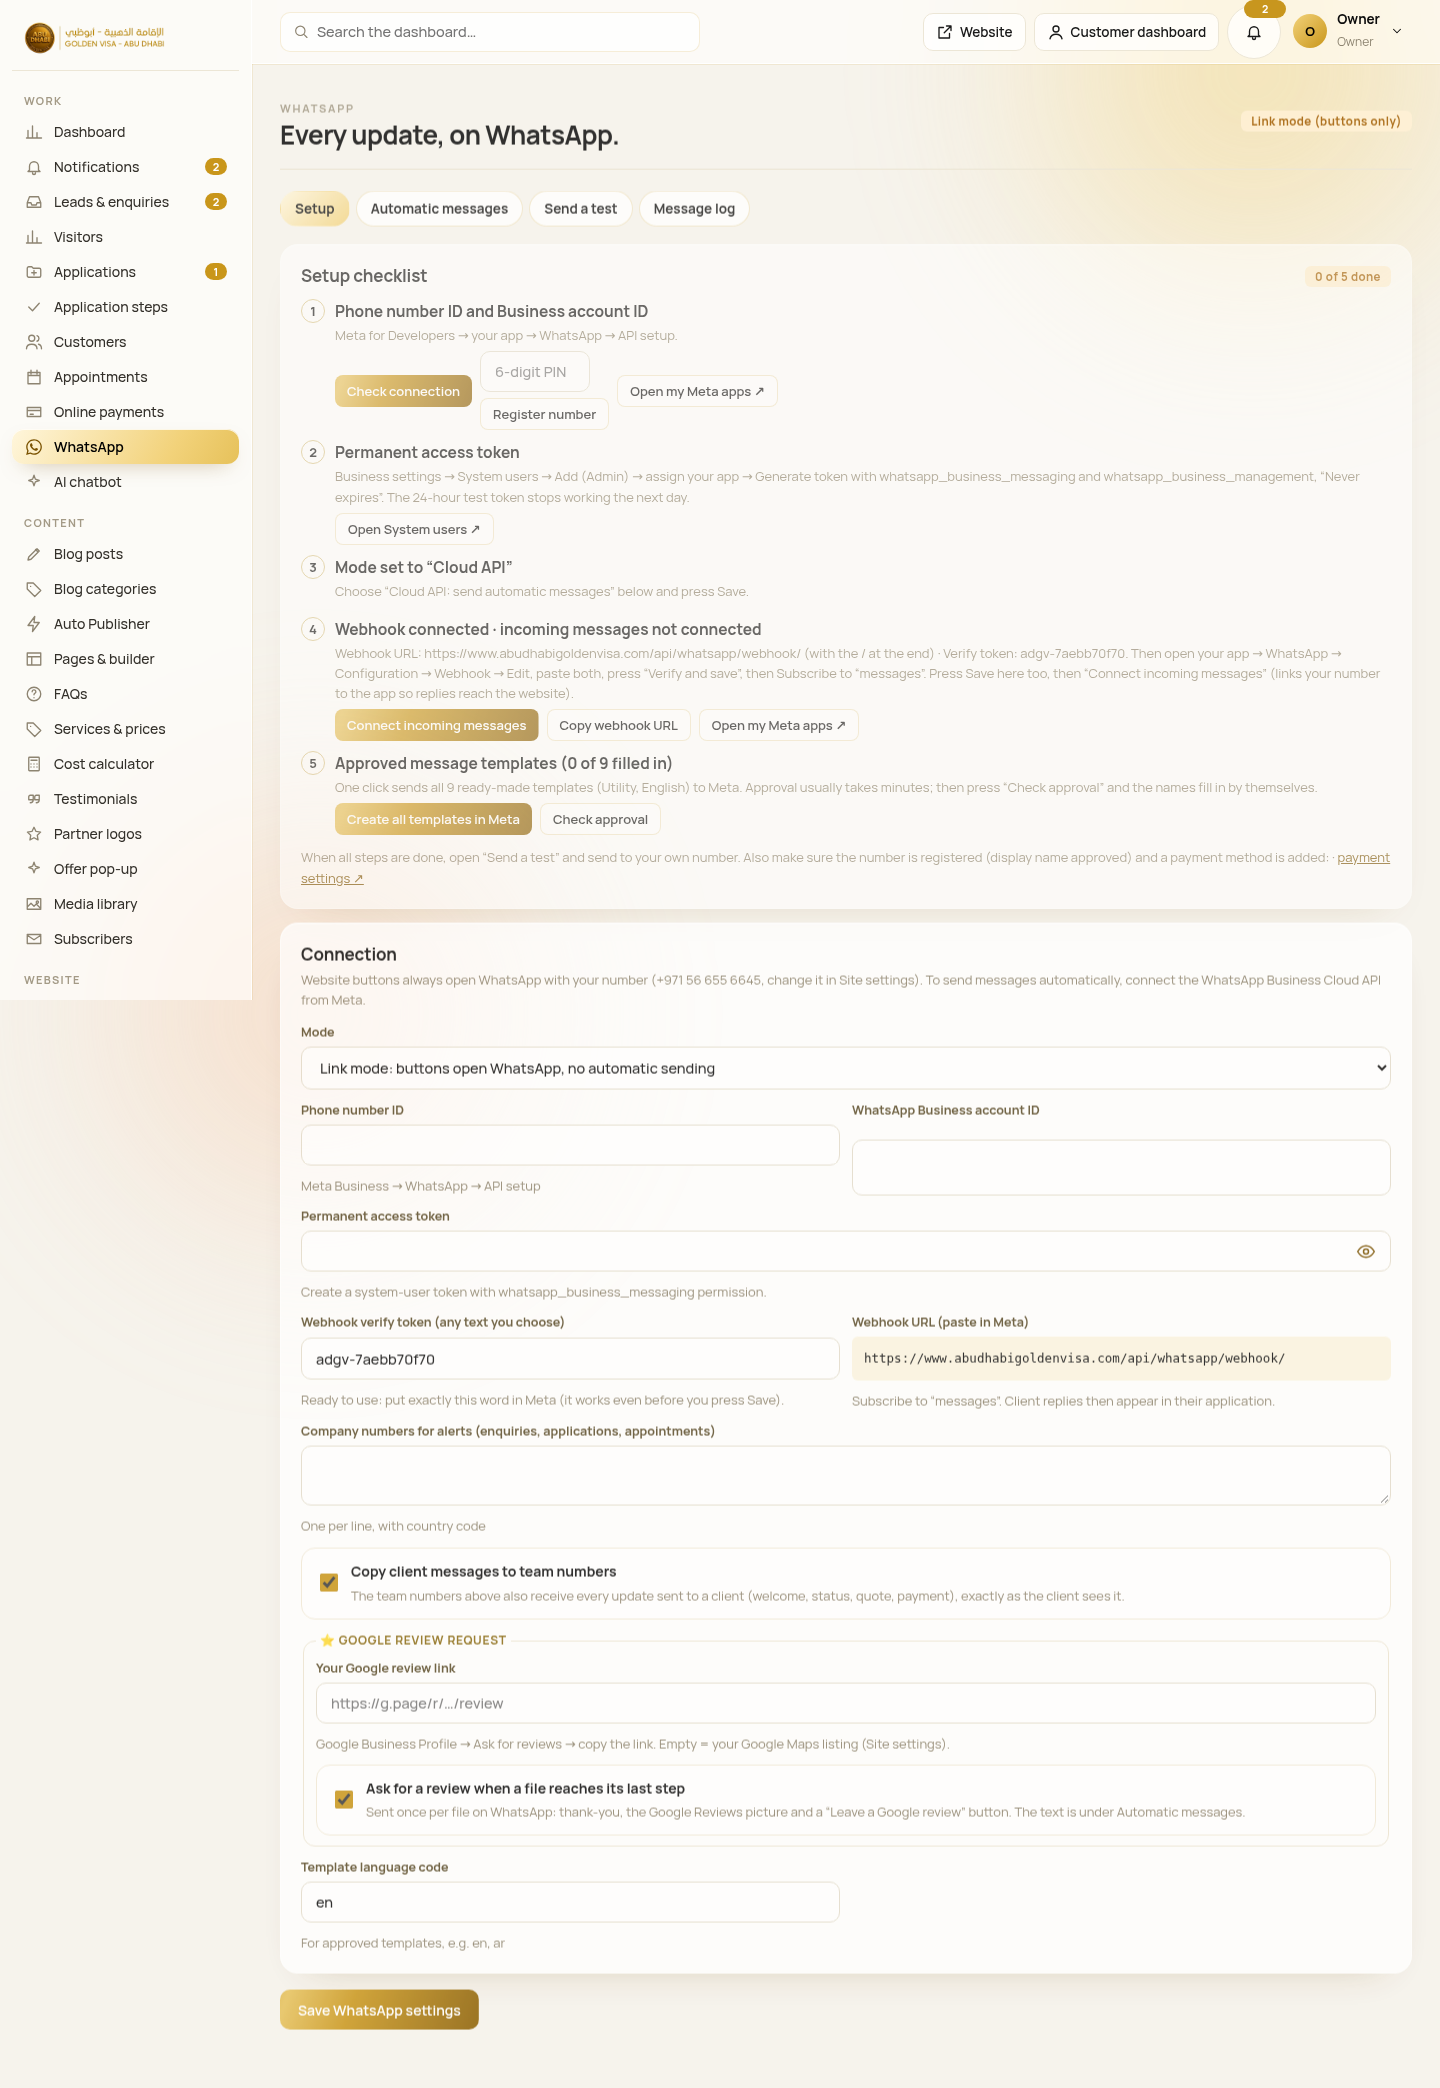 ABU DHABI
الإقامة الذهبية - ابوظبي
GOLDEN VISA - ABU DHABI
Search the dashboard...
Website
Customer dashboard
2
O
Owner
Owner
WORK
Dashboard
Notifications 2
Leads & enquiries 2
Visitors
Applications 1
Application steps
Customers
Appointments
Online payments
WhatsApp
AI chatbot
CONTENT
Blog posts
Blog categories
Auto Publisher
Pages & builder
FAQs
Services & prices
Cost calculator
Testimonials
Partner logos
Offer pop-up
Media library
Subscribers
WEBSITE
WHATSAPP
Every update, on WhatsApp.
Link mode (buttons only)
Setup
Automatic messages
Send a test
Message log
Setup checklist
0 of 5 done
1 Phone number ID and Business account ID
Meta for Developers → your app → WhatsApp → API setup.
Check connection
6-digit PIN
Register number
Open my Meta apps ↗
2 Permanent access token
Business settings → System users → Add (Admin) → assign your app → Generate token with whatsapp_business_messaging and whatsapp_business_management, “Never
expires”. The 24-hour test token stops working the next day.
Open System users ↗
3 Mode set to “Cloud API”
Choose “Cloud API: send automatic messages” below and press Save.
4 Webhook connected · incoming messages not connected
Webhook URL: https://www.abudhabigoldenvisa.com/api/whatsapp/webhook/ (with the / at the end) · Verify token: adgv-7aebb70f70. Then open your app → WhatsApp →
Configuration → Webhook → Edit, paste both, press “Verify and save”, then Subscribe to “messages”. Press Save here too, then “Connect incoming messages” (links your number
to the app so replies reach the website).
Connect incoming messages
Copy webhook URL
Open my Meta apps ↗
5 Approved message templates (0 of 9 filled in)
One click sends all 9 ready-made templates (Utility, English) to Meta. Approval usually takes minutes; then press “Check approval” and the names fill in by themselves.
Create all templates in Meta
Check approval
When all steps are done, open “Send a test” and send to your own number. Also make sure the number is registered (display name approved) and a payment method is added: · payment
settings ↗
Connection
Website buttons always open WhatsApp with your number (+971 56 655 6645, change it in Site settings). To send messages automatically, connect the WhatsApp Business Cloud API
from Meta.
Mode
Link mode: buttons open WhatsApp, no automatic sending
Phone number ID
WhatsApp Business account ID
Meta Business → WhatsApp → API setup
Permanent access token
Create a system-user token with whatsapp_business_messaging permission.
Webhook verify token (any text you choose)
Webhook URL (paste in Meta)
adgv-7aebb70f70
https://www.abudhabigoldenvisa.com/api/whatsapp/webhook/
Ready to use: put exactly this word in Meta (it works even before you press Save).
Subscribe to “messages”. Client replies then appear in their application.
Company numbers for alerts (enquiries, applications, appointments)
One per line, with country code
Copy client messages to team numbers
The team numbers above also receive every update sent to a client (welcome, status, quote, payment), exactly as the client sees it.
⭐ GOOGLE REVIEW REQUEST
Your Google review link
https://g.page/r/.../review
Google Business Profile → Ask for reviews → copy the link. Empty = your Google Maps listing (Site settings).
Ask for a review when a file reaches its last step
Sent once per file on WhatsApp: thank-you, the Google Reviews picture and a “Leave a Google review” button. The text is under Automatic messages.
Template language code
en
For approved templates, e.g. en, ar
Save WhatsApp settings